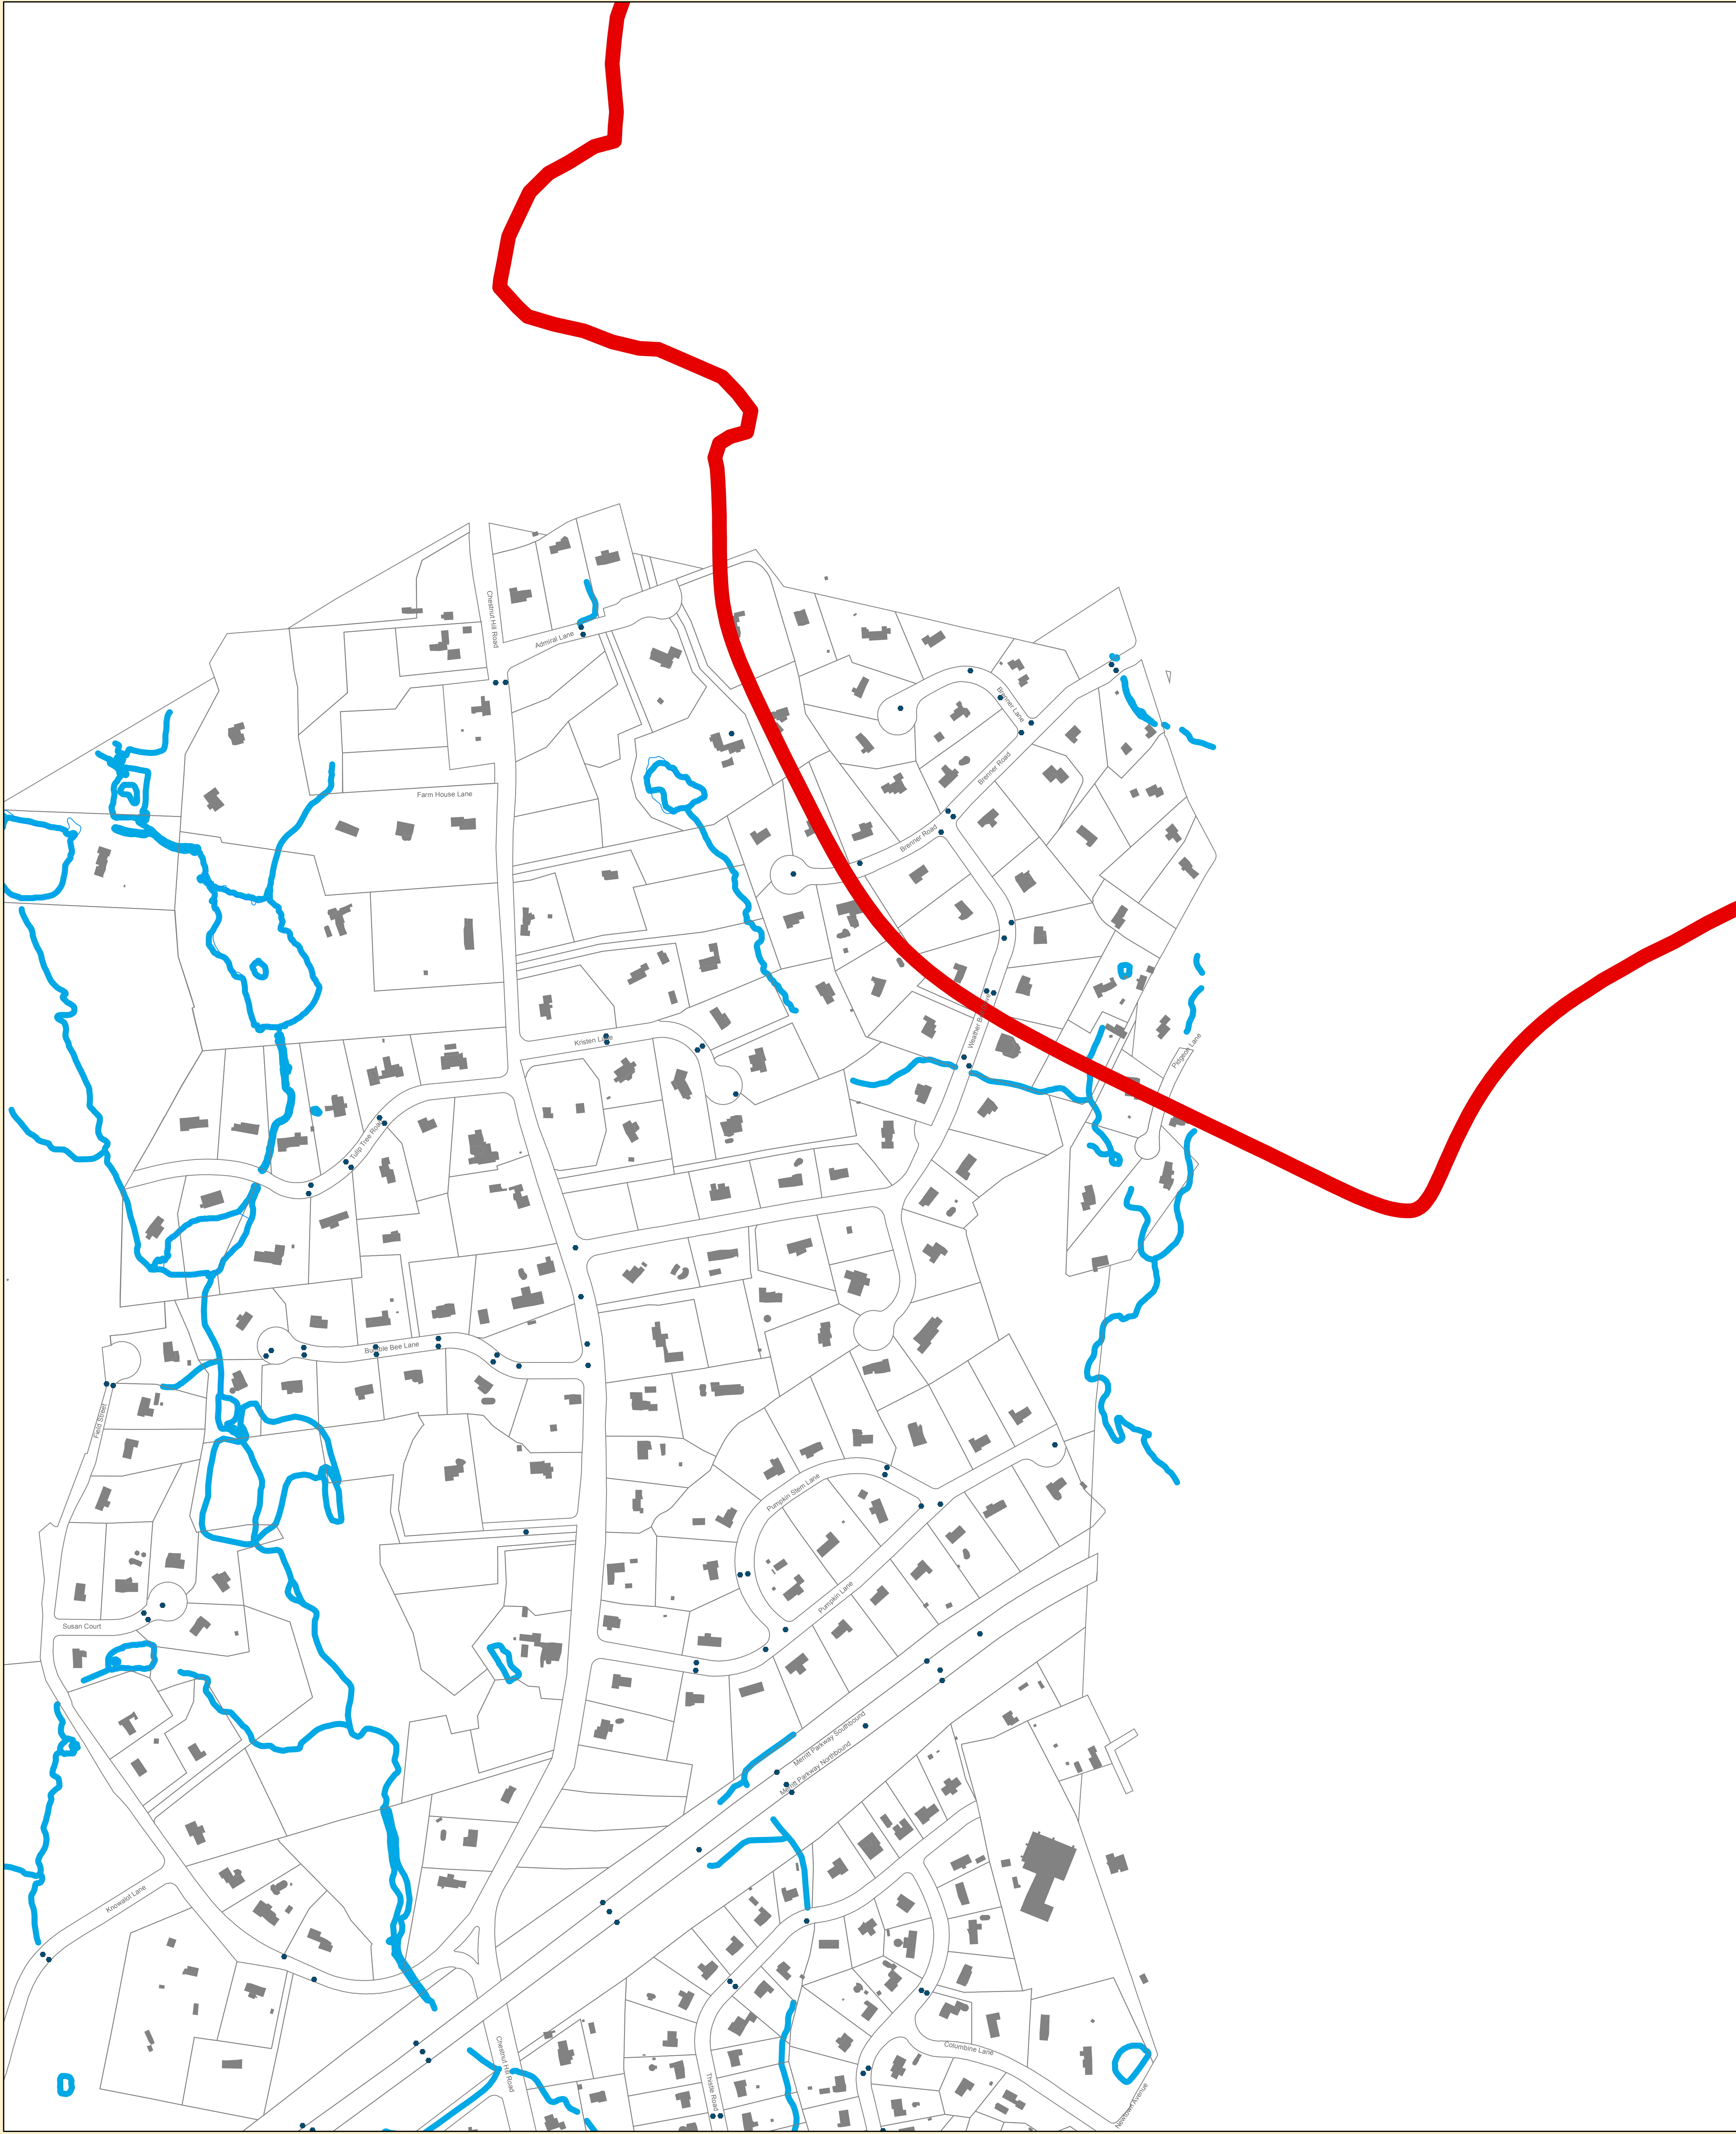 Chestnut Hill Road
Admiral Lane
Brenner Lane
Brenner Road
Farm House Lane
Brenner Road
Kristen Lane
Pidgeon Lane
Tulip Tree Road
Bumble Bee Lane
Field Street
Pumpkin Stem Lane
Pumpkin Lane
Susan Court
Merritt Parkway Southbound
Merritt Parkway Northbound
Knowalot Lane
Chestnut Hill Road
Columbine Lane
Thistle Road
Newtown Avenue